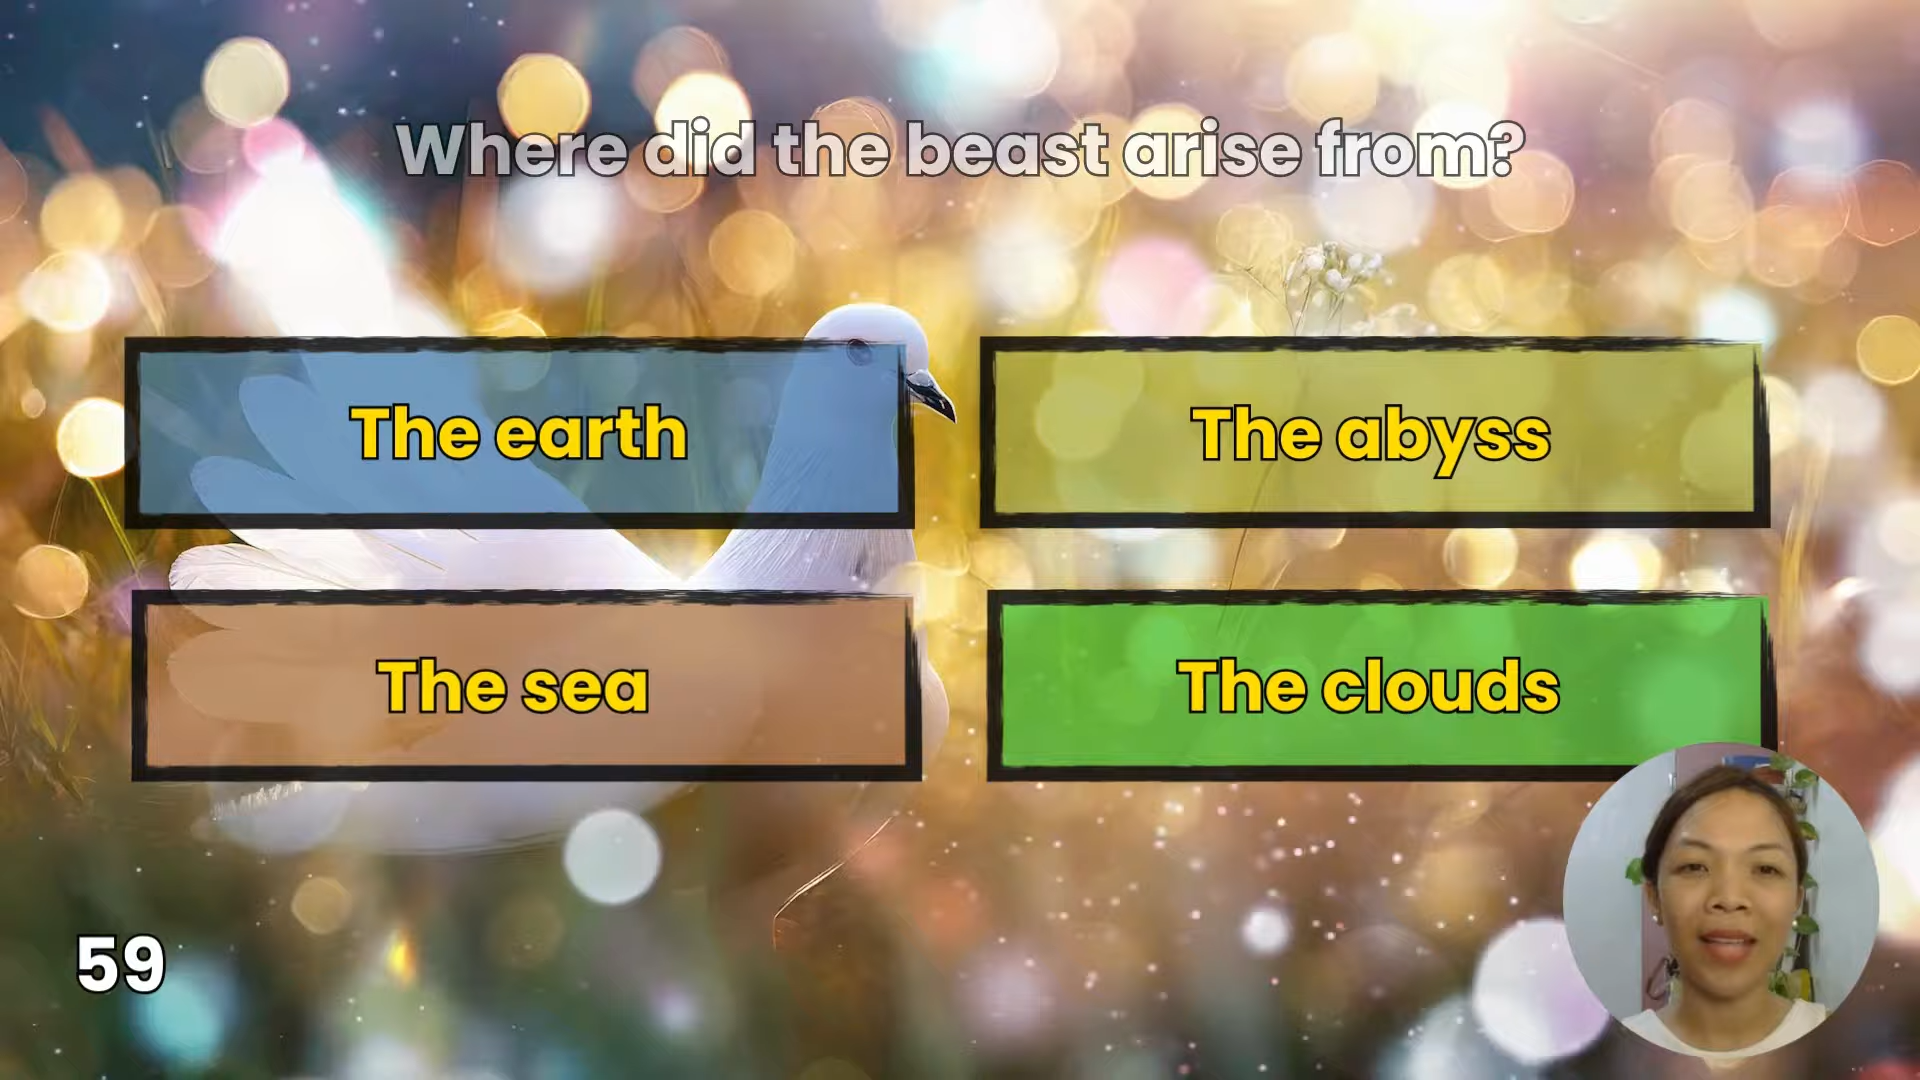 Where did the beast arise from?
The earth
The abyss
The sea
The clouds
59